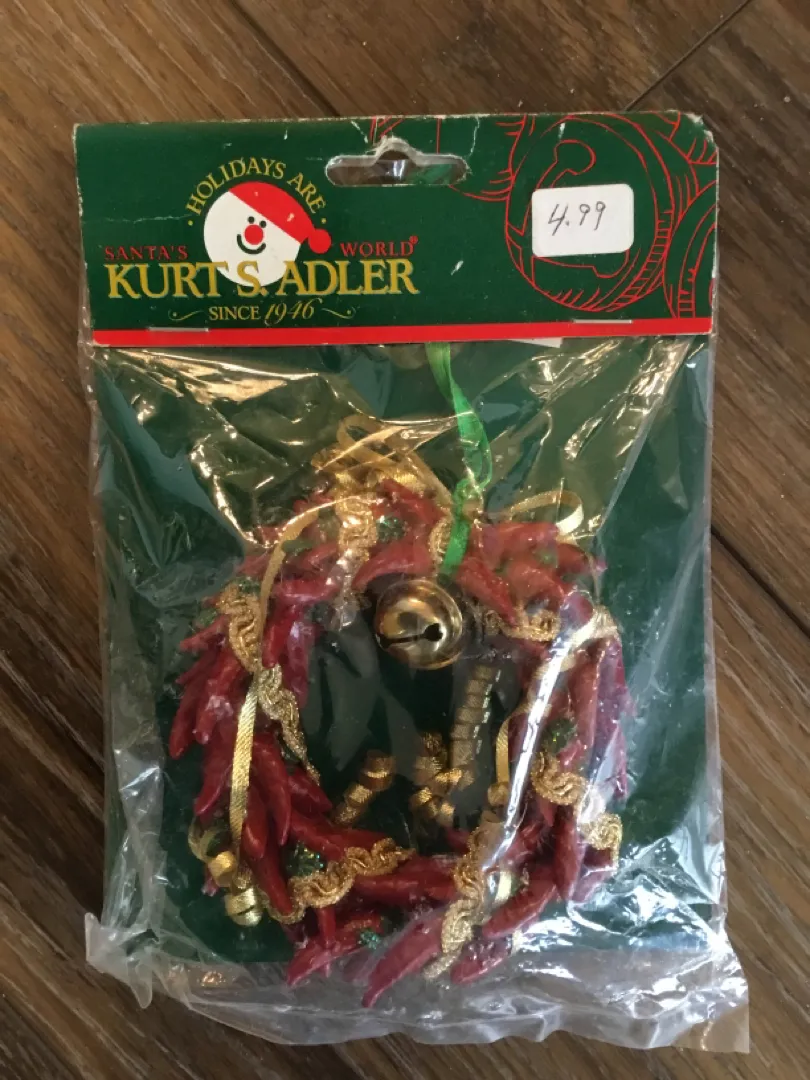 HOLIDAYS ARE
SANTA'S WORLD®
KURT S. ADLER
SINCE 1946
4.99